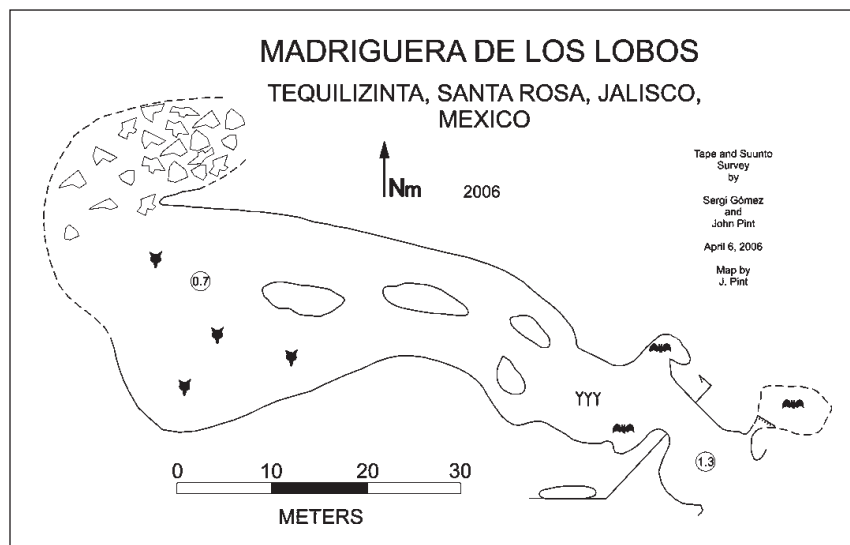 MADRIGUERA DE LOS LOBOS
TEQUILIZINTA, SANTA ROSA, JALISCO,
MEXICO
Nm
2006
Tape and Suunto
Survey
by
Sergi Gómez
and
John Pint
April 6, 2006
Map by
J. Pint
0.7
1.3
0 10 20 30
METERS